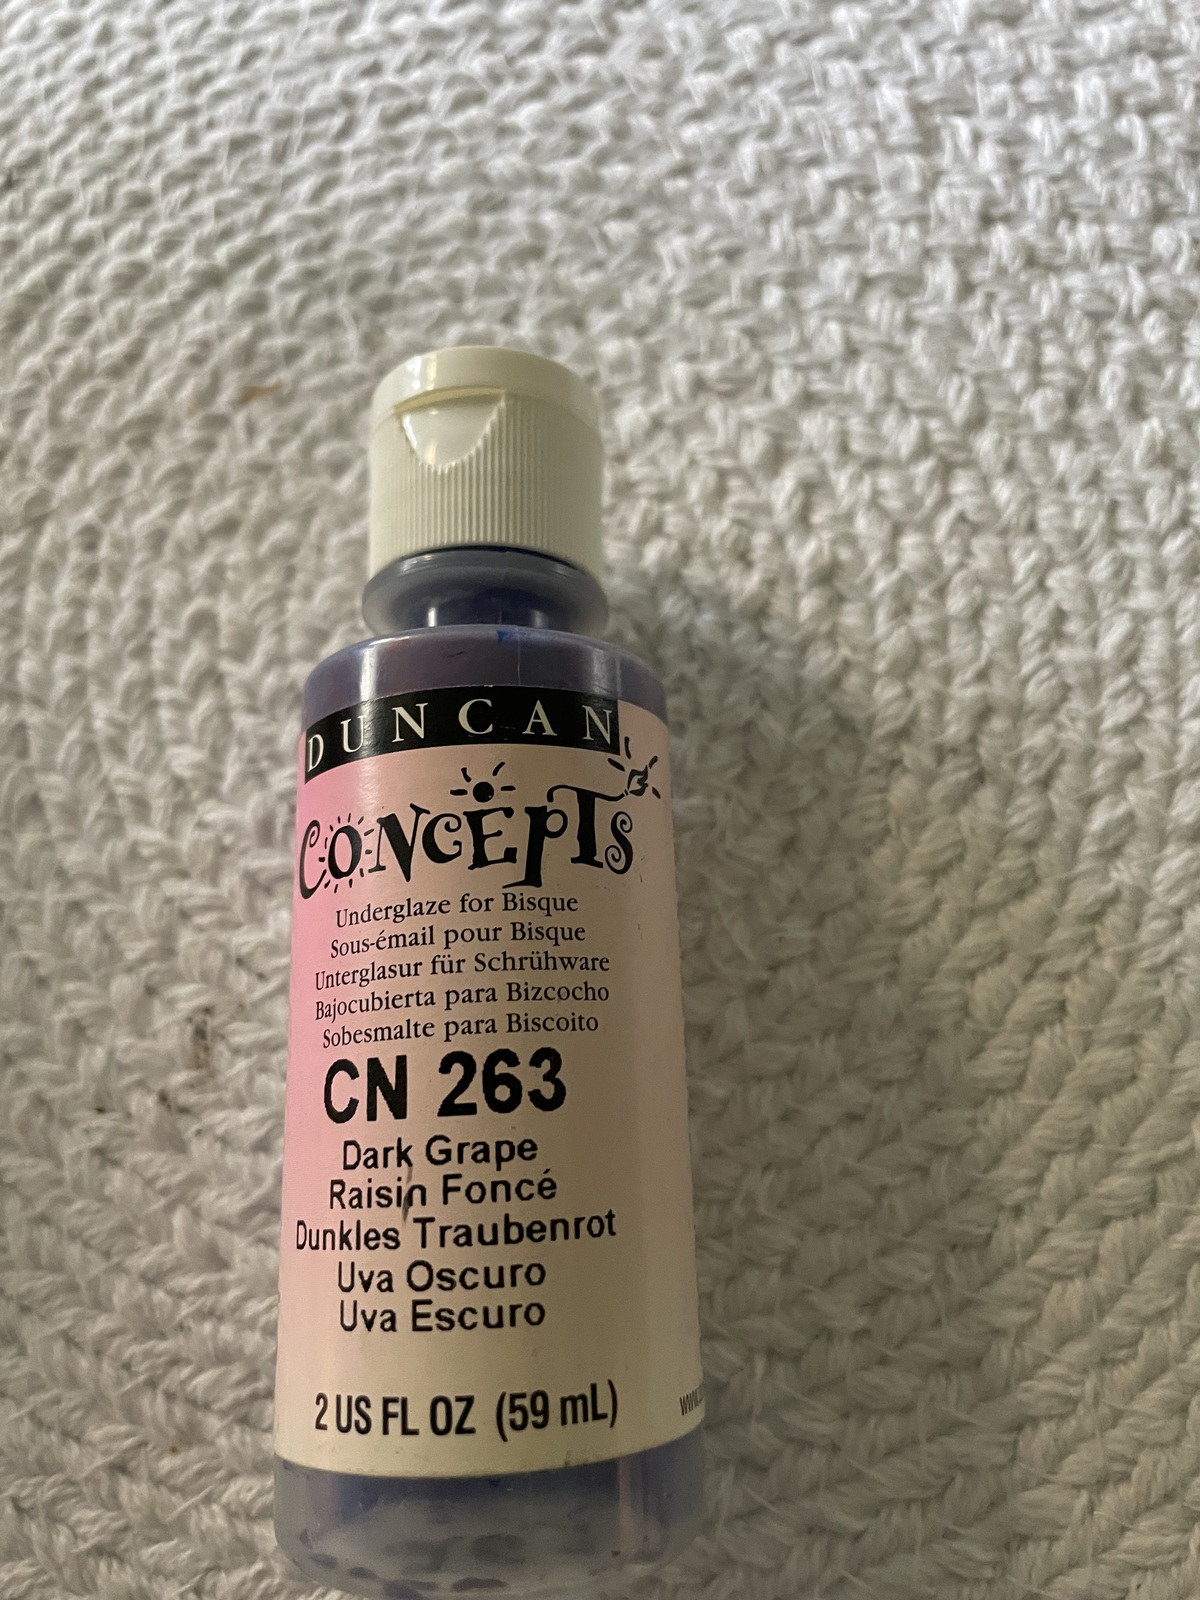 DUNCAN
CONCEPTS
Underglaze for Bisque
Sous-émail pour Bisque
Unterglasur für Schrühware
Bajocubierta para Bizcocho
Sobesmalte para Biscoito
CN 263
Dark Grape
Raisin Foncé
Dunkles Traubenrot
Uva Oscuro
Uva Escuro
2 US FL OZ (59 mL)